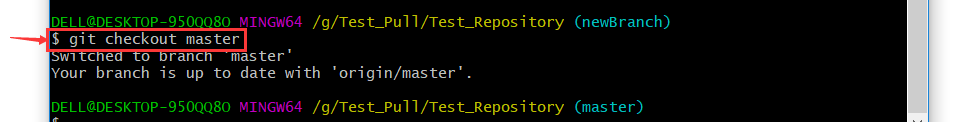 DELL@DESKTOP-950QQ8O MINGW64 /g/Test_Pull/Test_Repository (newBranch)
$ git checkout master
Switched to branch 'master'
Your branch is up to date with 'origin/master'.
DELL@DESKTOP-950QQ8O MINGW64 /g/Test_Pull/Test_Repository (master)
$